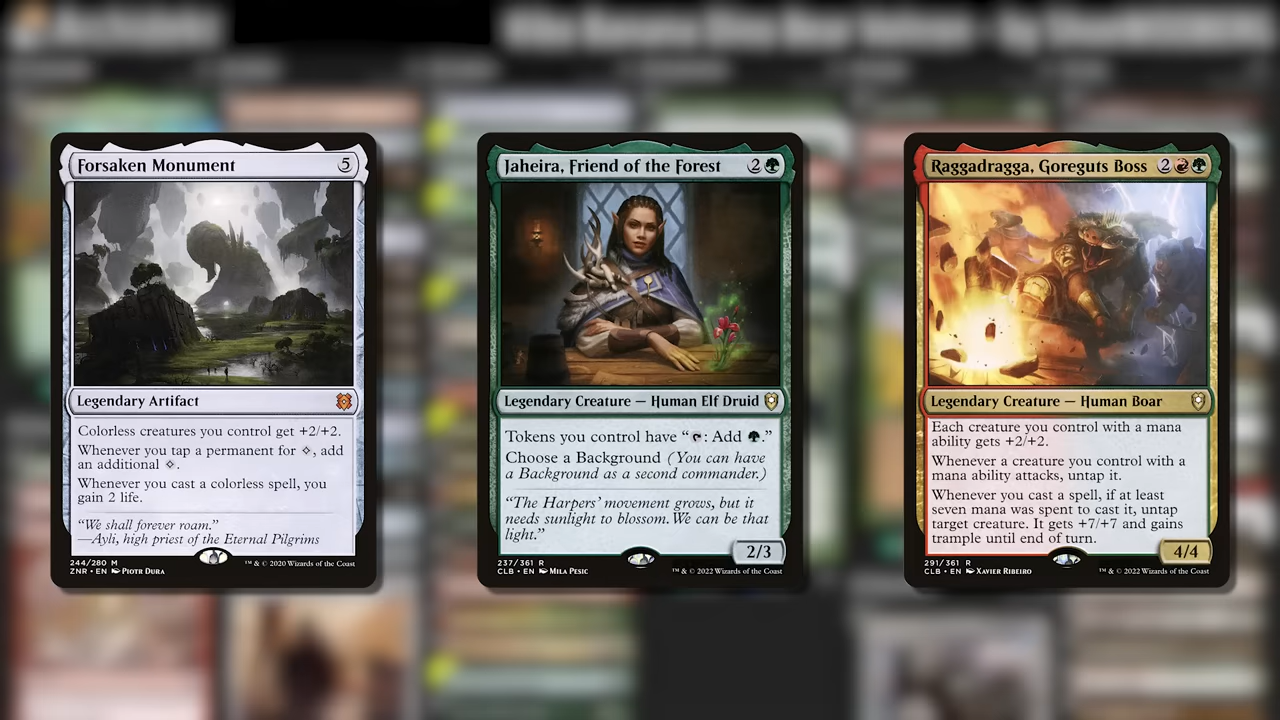 Forsaken Monument 5
Legendary Artifact
Colorless creatures you control get +2/+2.
Whenever you tap a permanent for , add
an additional .
Whenever you cast a colorless spell, you
gain 2 life.
"We shall forever roam."
—Ayli, high priest of the Eternal Pilgrims
244/280 M
ZNR • EN Piotr Dura
™ & © 2020 Wizards of the Coast
Jaheira, Friend of the Forest 2
Legendary Creature — Human Elf Druid
Tokens you control have “: Add .”
Choose a Background (You can have
a Background as a second commander.)
“The Harpers’ movement grows, but it
needs sunlight to blossom. We can be that
light.”
2/3
237/361 R
CLB • EN Mila Pesic
™ & © 2022 Wizards of the Coast
Raggadragga, Goreguts Boss 2
Legendary Creature — Human Boar
Each creature you control with a mana
ability gets +2/+2.
Whenever a creature you control with a
mana ability attacks, untap it.
Whenever you cast a spell, if at least
seven mana was spent to cast it, untap
target creature. It gets +7/+7 and gains
trample until end of turn.
4/4
291/361 R
CLB • EN Xavier Ribeiro
™ & © 2022 Wizards of the Coast